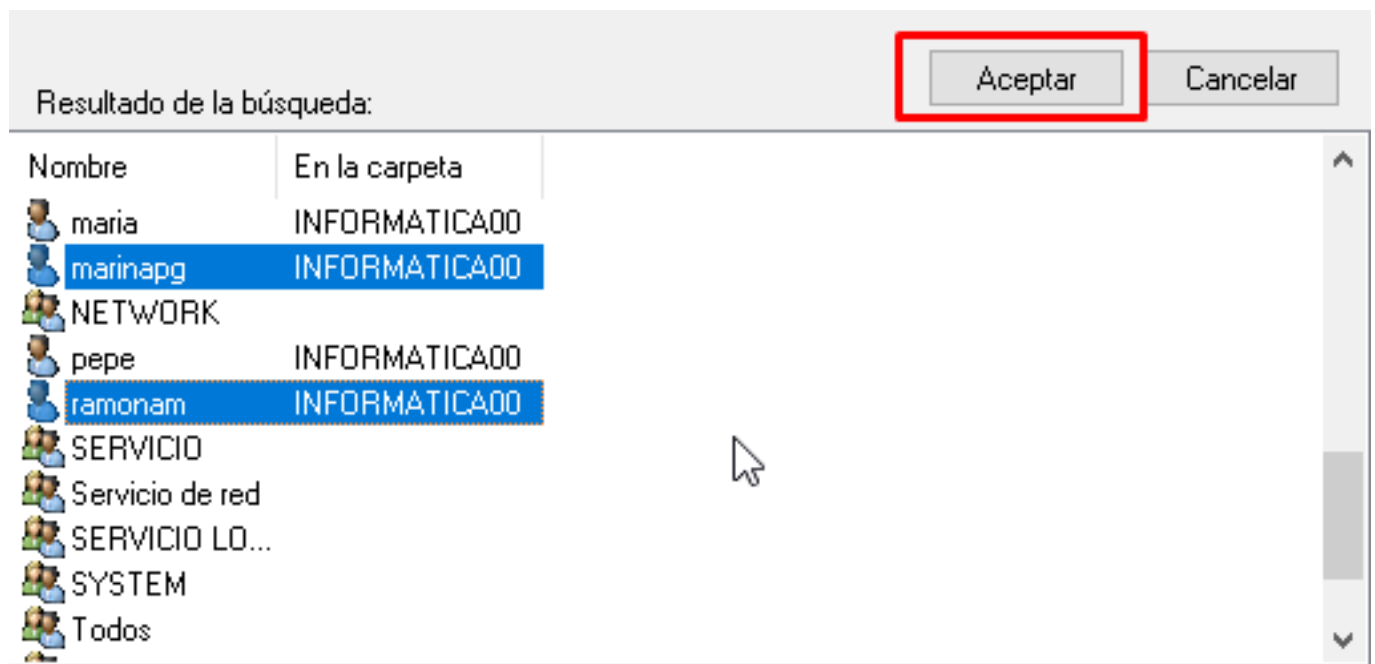 Aceptar Cancelar
Resultado de la búsqueda:
Nombre En la carpeta
maria INFORMATICA00
marinapg INFORMATICA00
NETWORK
pepe INFORMATICA00
ramonam INFORMATICA00
SERVICIO
Servicio de red
SERVICIO LO...
SYSTEM
Todos